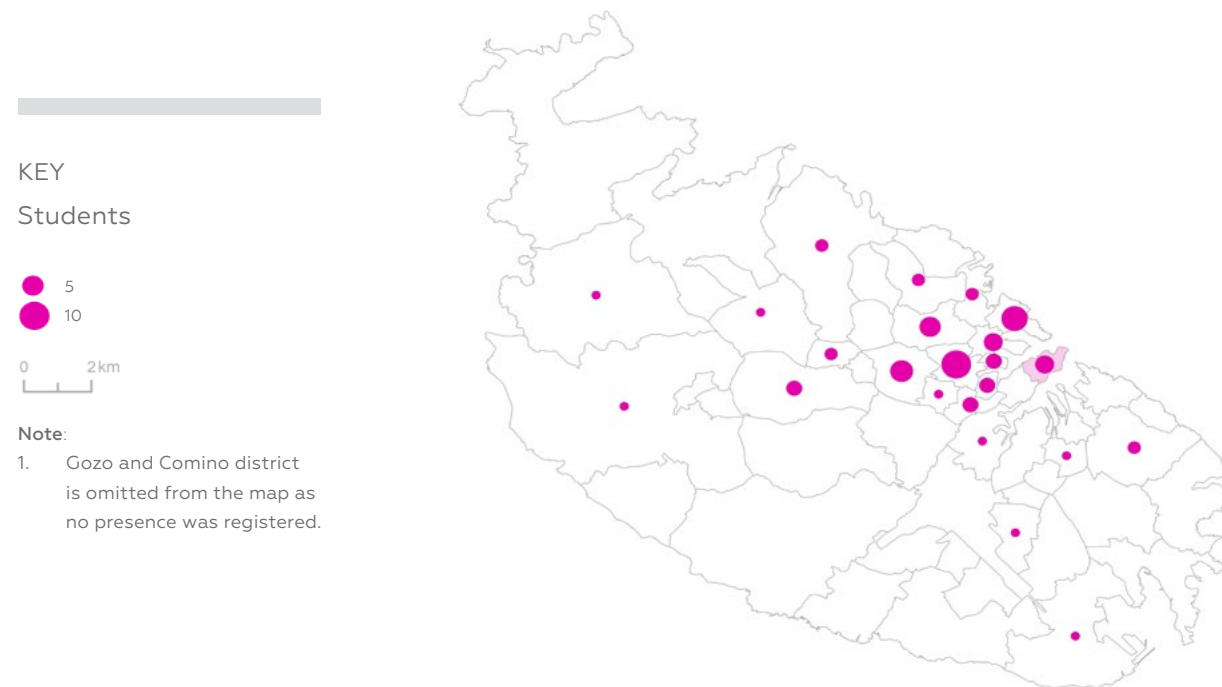 KEY
Students
5
10
0 2km
Note:
1. Gozo and Comino district
is omitted from the map as
no presence was registered.